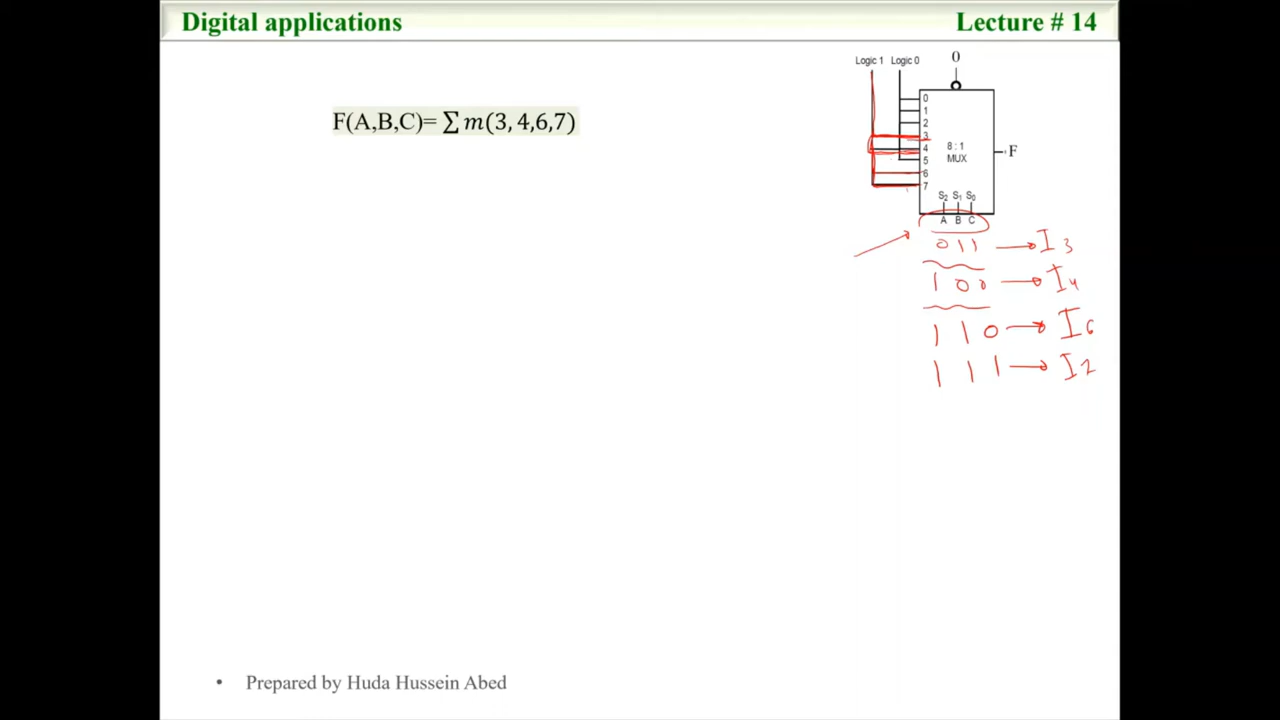 Digital applications
Lecture # 14
F(A,B,C)= ∑ m(3, 4,6,7)
Logic 1 Logic 0
0
0
1
2
3
4
5
6
7
8 : 1
MUX
F
S2 S1 S0
A B C
0 1 1 → I3
1 0 0 → I4
1 1 0 → I6
1 1 1 → I2
• Prepared by Huda Hussein Abed